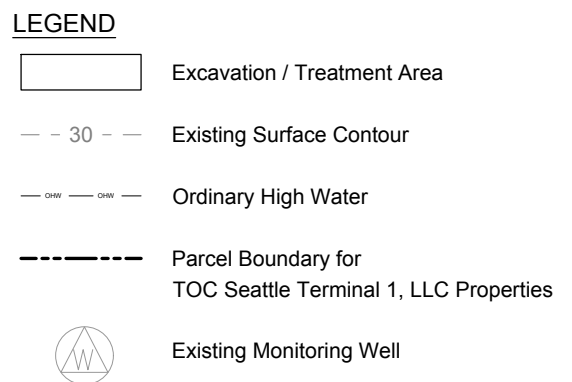 LEGEND
Excavation / Treatment Area
30 Existing Surface Contour
OHW OHW Ordinary High Water
Parcel Boundary for
TOC Seattle Terminal 1, LLC Properties
W Existing Monitoring Well